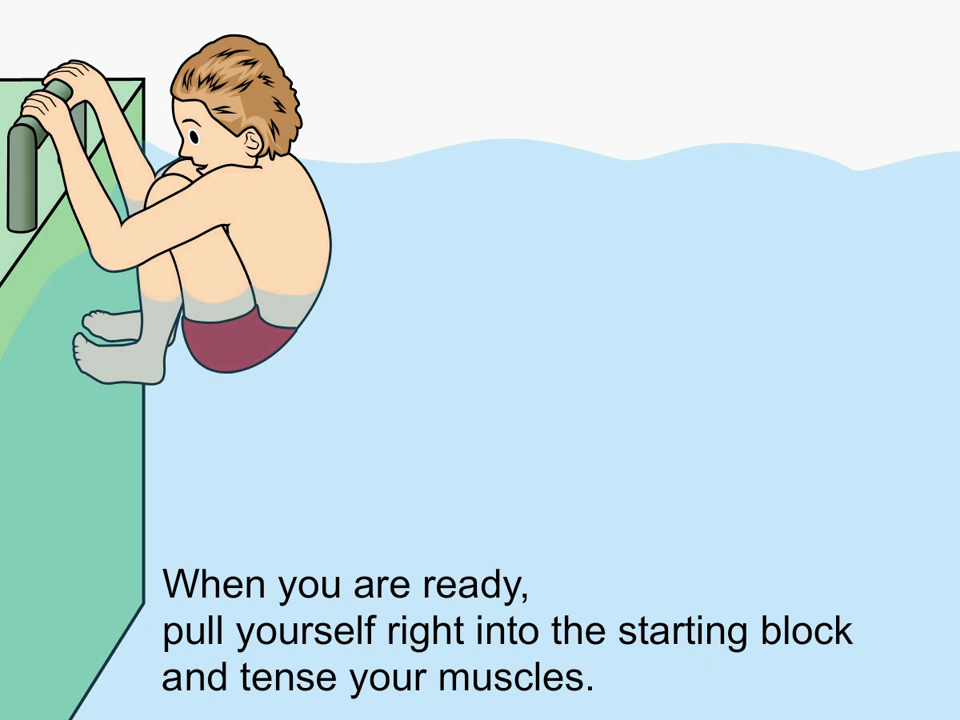 When you are ready,
pull yourself right into the starting block
and tense your muscles.